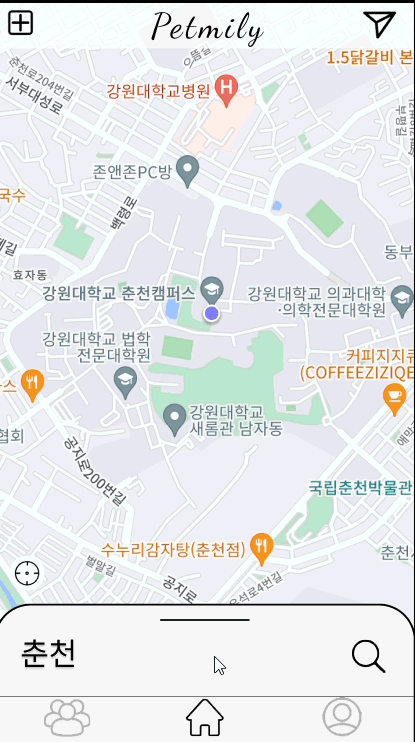 Petmily
1.5닭갈비 본
춘천로204번길
서부대성로
강원대학교병원
존앤존PC방
국수
백령로
효자동
동부
강원대학교 춘천캠퍼스
강원대학교 의과대학
·의학전문대학원
강원대학교 법학
전문대학원
커피지지큐
(COFFEEZIZIQE
스
강원대학교
새롬관 남자동
협회
공지로200번길
국립춘천박물관
수누리감자탕(춘천점)
춘천시
벌말길
공지로
춘천